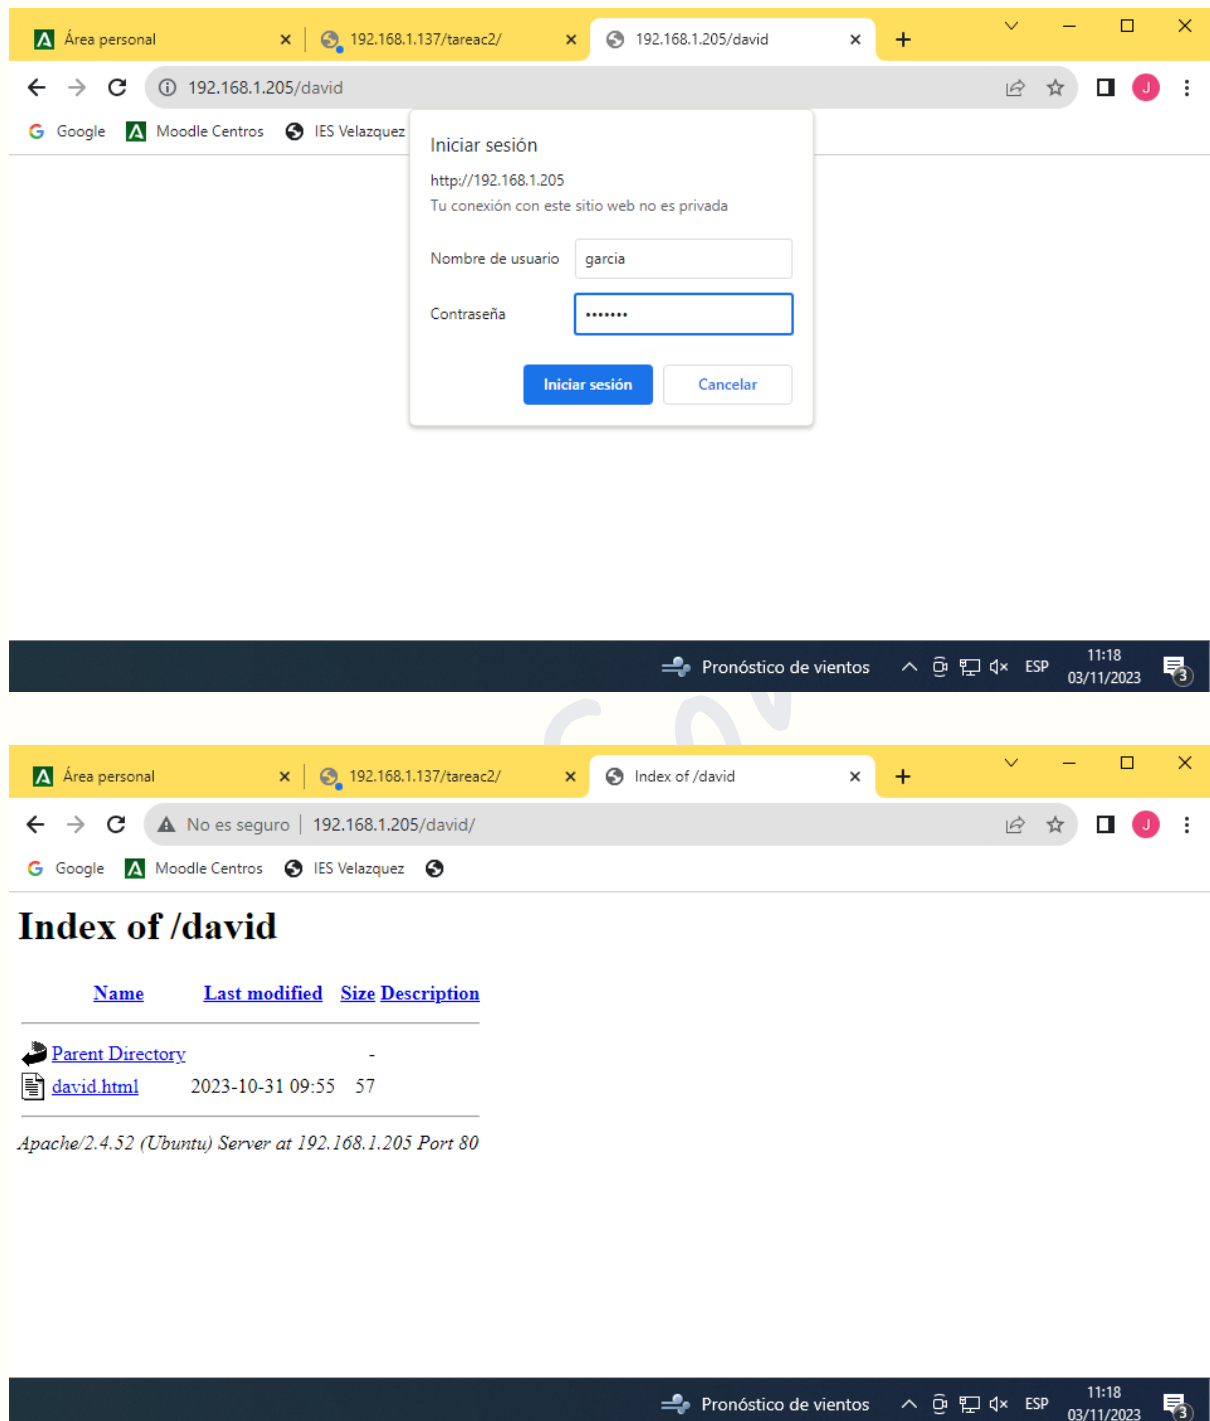 Área personal
192.168.1.137/tareac2/
192.168.1.205/david
192.168.1.205/david
Google
Moodle Centros
IES Velazquez
J
Iniciar sesión
http://192.168.1.205
Tu conexión con este sitio web no es privada
Nombre de usuario
garcia
Contraseña
•••••••
Iniciar sesión
Cancelar
Pronóstico de vientos
ESP
11:18
03/11/2023
3
Área personal
192.168.1.137/tareac2/
Index of /david
No es seguro | 192.168.1.205/david/
J
Google
Moodle Centros
IES Velazquez
Index of /david
Name Last modified Size Description
Parent Directory -
david.html 2023-10-31 09:55 57
Apache/2.4.52 (Ubuntu) Server at 192.168.1.205 Port 80
Pronóstico de vientos
ESP
11:18
03/11/2023
3